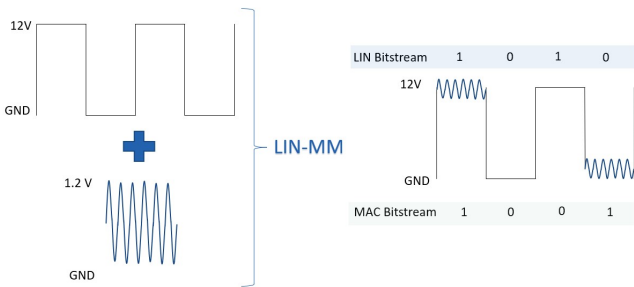 12V
GND
1.2 V
GND
LIN-MM
LIN Bitstream 1 0 1 0
12V
GND
MAC Bitstream 1 0 0 1